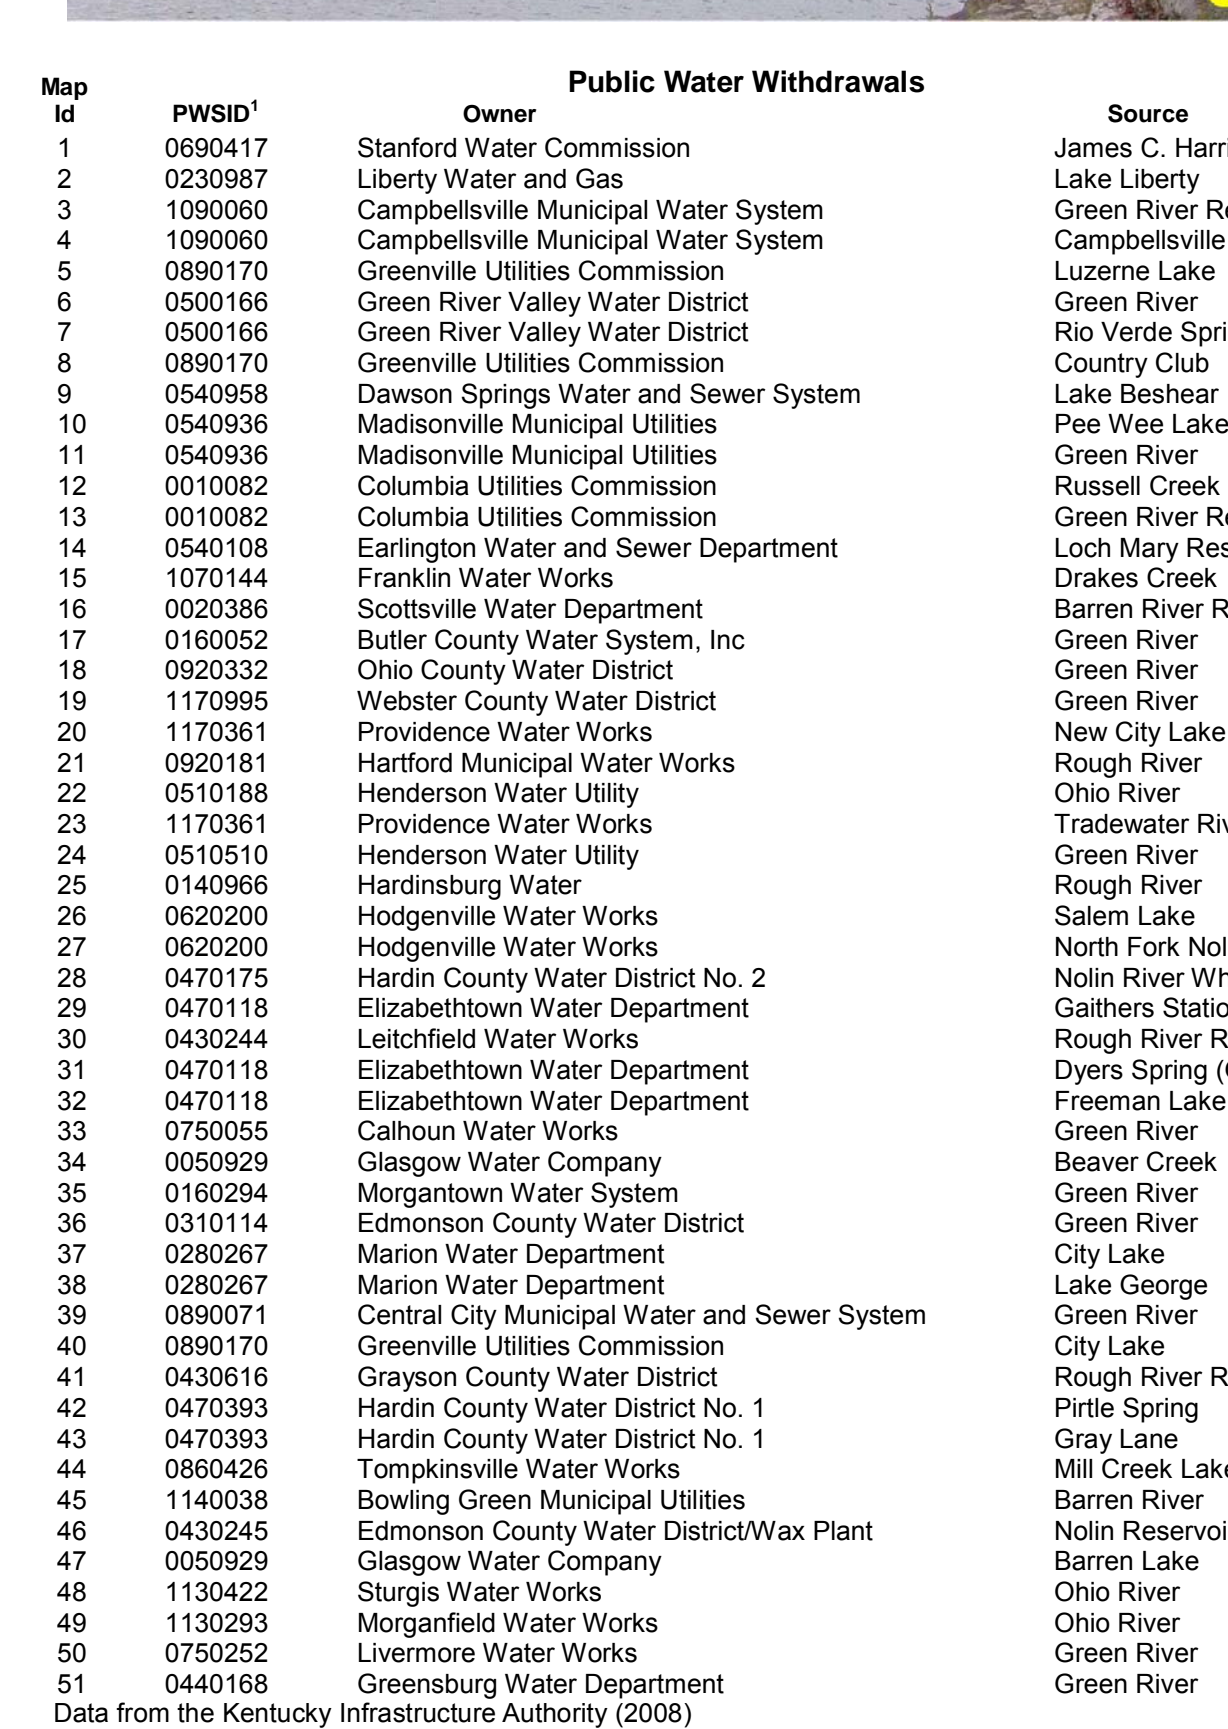 Public Water Withdrawals
Map
Id PWSID1 Owner Source
1 0690417 Stanford Water Commission James C.
2 0230987 Liberty Water and Gas Lake Liberty
3 1090060 Campbellsville Municipal Water System Green River
4 1090060 Campbellsville Municipal Water System Campbellsville
5 0890170 Greenville Utilities Commission Luzerne Lake
6 0500166 Green River Valley Water District Green River
7 0500166 Green River Valley Water District Rio Verde
8 0890170 Greenville Utilities Commission Country Club
9 0540958 Dawson Springs Water and Sewer System Lake Beshear
10 0540936 Madisonville Municipal Utilities Pee Wee Lake
11 0540936 Madisonville Municipal Utilities Green River
12 0010082 Columbia Utilities Commission Russell Creek
13 0010082 Columbia Utilities Commission Green River
14 0540108 Earlington Water and Sewer Department Loch Mary
15 1070144 Franklin Water Works Drakes Creek
16 0020386 Scottsville Water Department Barren River
17 0160052 Butler County Water System, Inc Green River
18 0920332 Ohio County Water District Green River
19 1170995 Webster County Water District Green River
20 1170361 Providence Water Works New City Lake
21 0920181 Hartford Municipal Water Works Rough River
22 0510188 Henderson Water Utility Ohio River
23 1170361 Providence Water Works Tradewater
24 0510510 Henderson Water Utility Green River
25 0140966 Hardinsburg Water Rough River
26 0620200 Hodgenville Water Works Salem Lake
27 0620200 Hodgenville Water Works North Fork
28 0470175 Hardin County Water District No. 2 Nolin River
29 0470118 Elizabethtown Water Department Gaithers
30 0430244 Leitchfield Water Works Rough River
31 0470118 Elizabethtown Water Department Dyers Spring
32 0470118 Elizabethtown Water Department Freeman Lake
33 0750055 Calhoun Water Works Green River
34 0050929 Glasgow Water Company Beaver Creek
35 0160294 Morgantown Water System Green River
36 0310114 Edmonson County Water District Green River
37 0280267 Marion Water Department City Lake
38 0280267 Marion Water Department Lake George
39 0890071 Central City Municipal Water and Sewer System Green River
40 0890170 Greenville Utilities Commission City Lake
41 0430616 Grayson County Water District Rough River
42 0470393 Hardin County Water District No. 1 Pirtle Spring
43 0470393 Hardin County Water District No. 1 Gray Lane
44 0860426 Tompkinsville Water Works Mill Creek
45 1140038 Bowling Green Municipal Utilities Barren River
46 0430245 Edmonson County Water District/Wax Plant Nolin
47 0050929 Glasgow Water Company Barren Lake
48 1130422 Sturgis Water Works Ohio River
49 1130293 Morganfield Water Works Ohio River
50 0750252 Livermore Water Works Green River
51 0440168 Greensburg Water Department Green River
Data from the Kentucky Infrastructure Authority (2008)